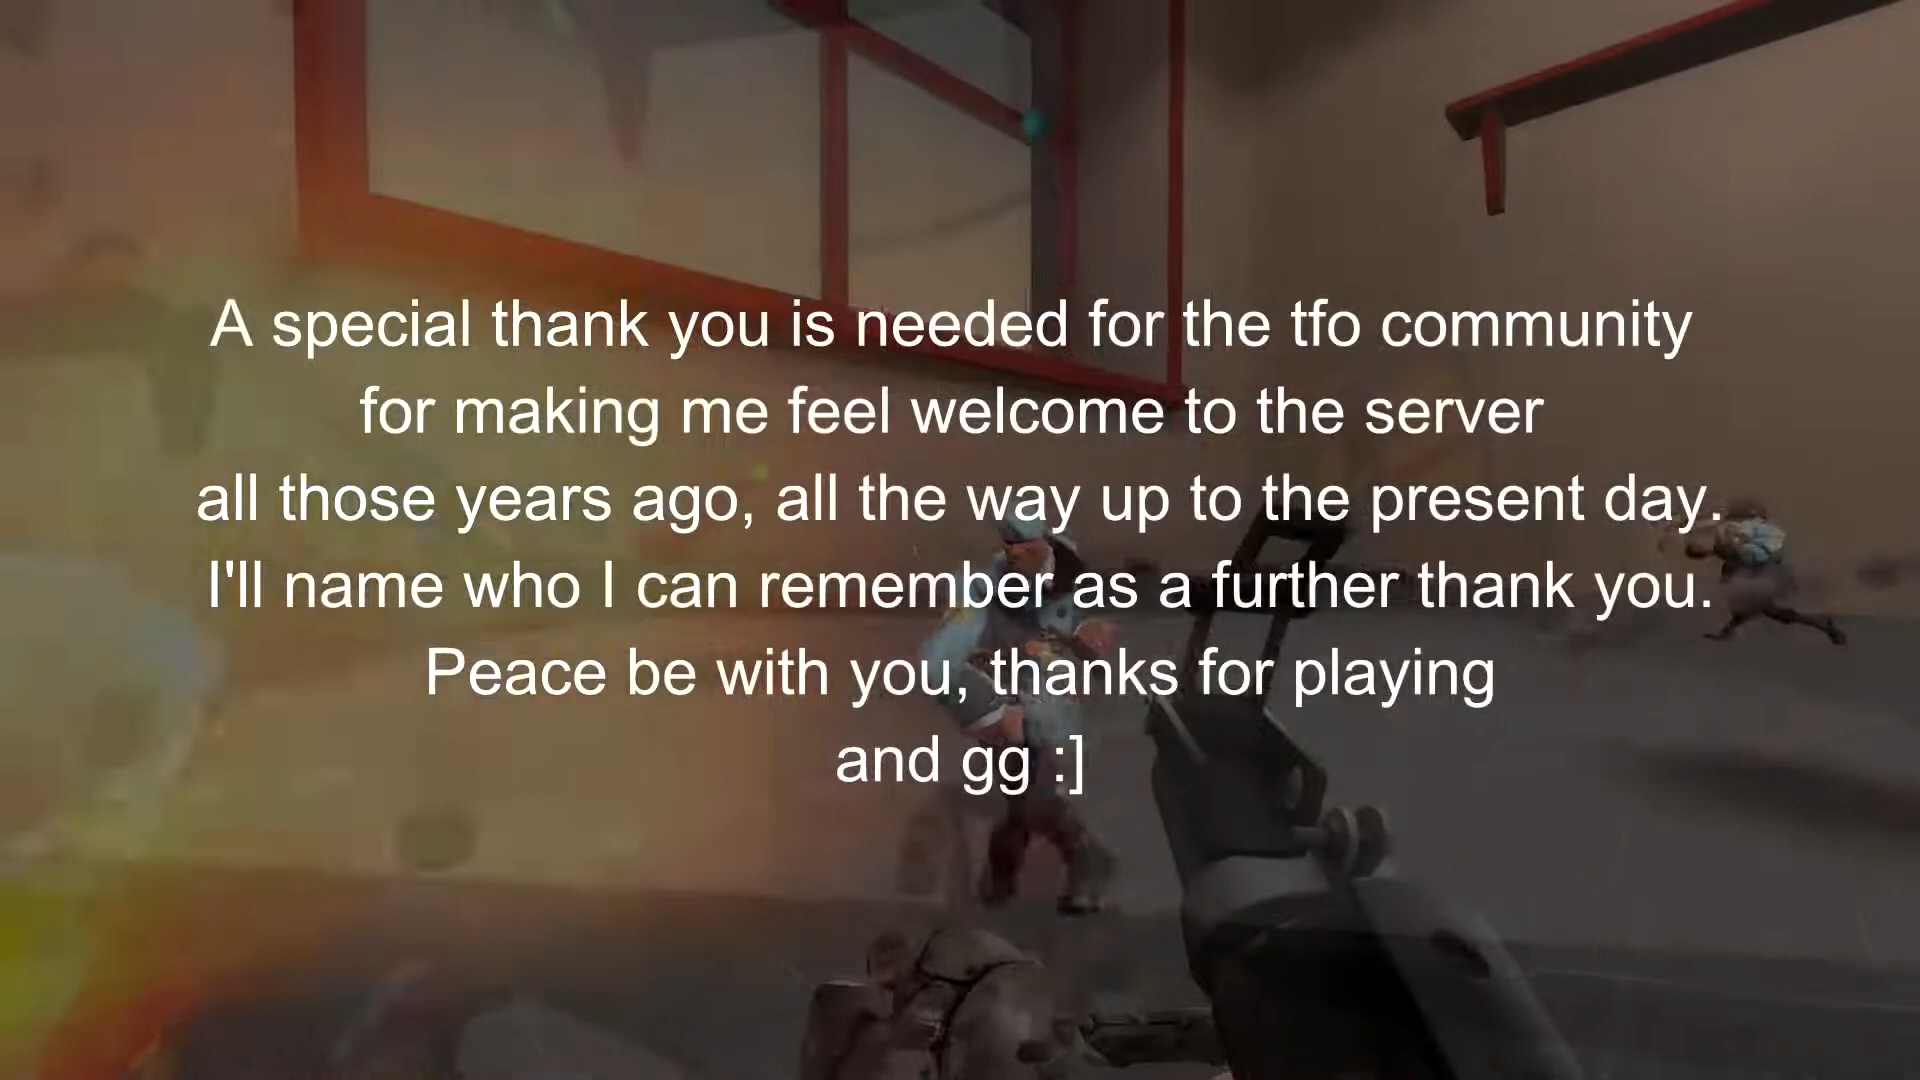 A special thank you is needed for the tfo community
for making me feel welcome to the server
all those years ago, all the way up to the present day.
I'll name who I can remember as a further thank you.
Peace be with you, thanks for playing
and gg :]